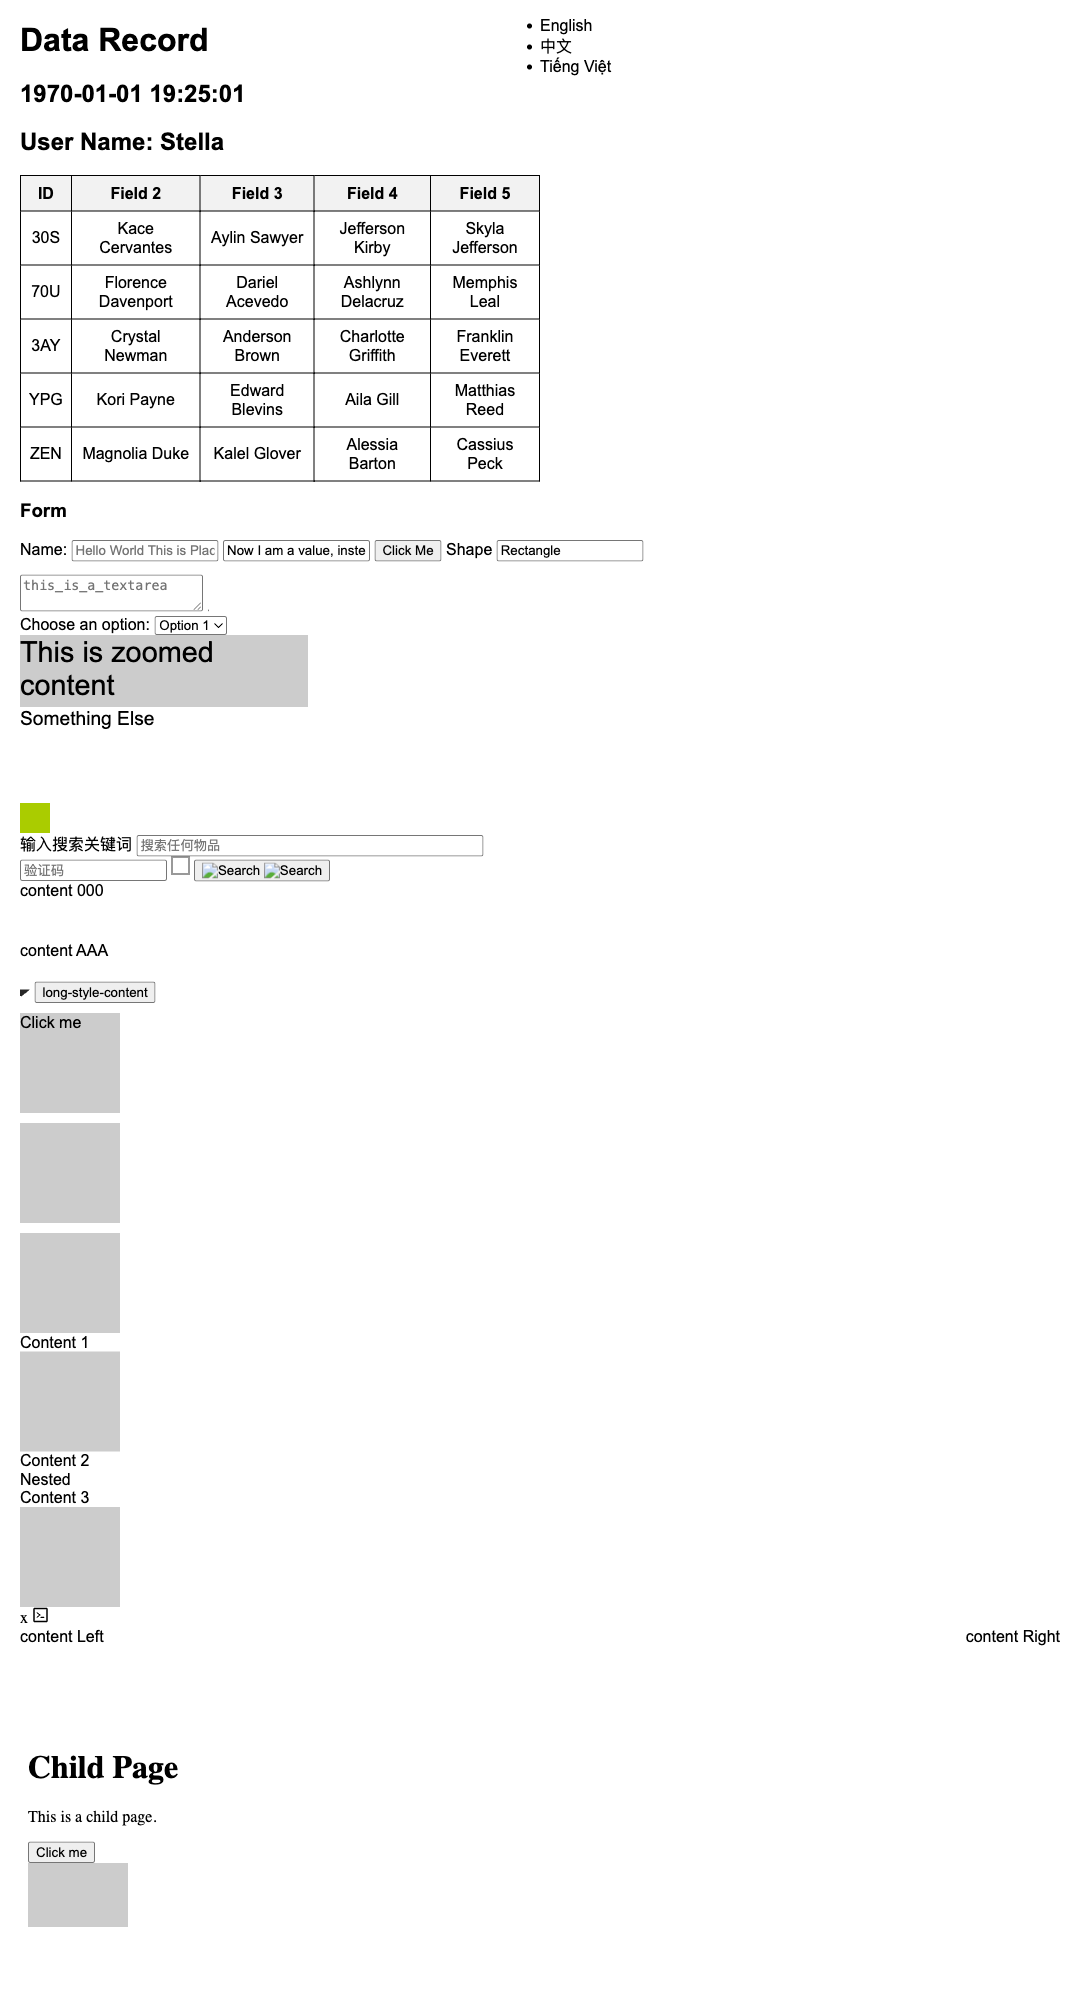 Data Record
English
中文
Tiếng Việt
1970-01-01 19:25:01
User Name: Stella
ID Field 2 Field 3 Field 4 Field 5
30S Kace Cervantes Aylin Sawyer Jefferson Kirby Skyla Jefferson
70U Florence Davenport Dariel Acevedo Ashlynn Delacruz Memphis Leal
3AY Crystal Newman Anderson Brown Charlotte Griffith Franklin Everett
YPG Kori Payne Edward Blevins Aila Gill Matthias Reed
ZEN Magnolia Duke Kalel Glover Alessia Barton Cassius Peck
Form
Name: Hello World This is Plac Now I am a value, inste Click Me Shape Rectangle
this_is_a_textarea
Choose an option: Option 1
This is zoomed
content
Something Else
输入搜索关键词 搜索任何物品
验证码 Search Search
content 000
content AAA
long-style-content
Click me
Content 1
Content 2
Nested
Content 3
x
content Left content Right
Child Page
This is a child page.
Click me